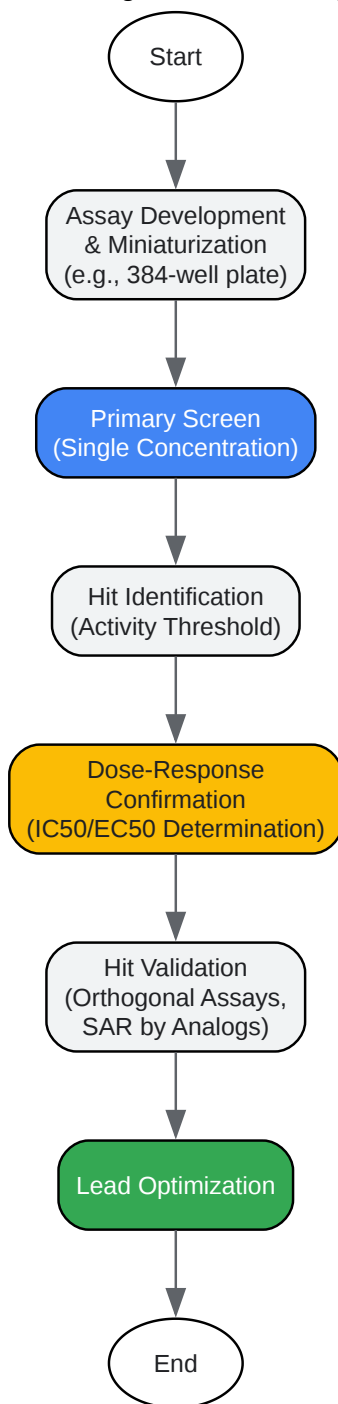 Start
Assay Development
& Miniaturization
(e.g., 384-well plate)
Primary Screen
(Single Concentration)
Hit Identification
(Activity Threshold)
Dose-Response
Confirmation
(IC50/EC50 Determination)
Hit Validation
(Orthogonal Assays,
SAR by Analogs)
Lead Optimization
End